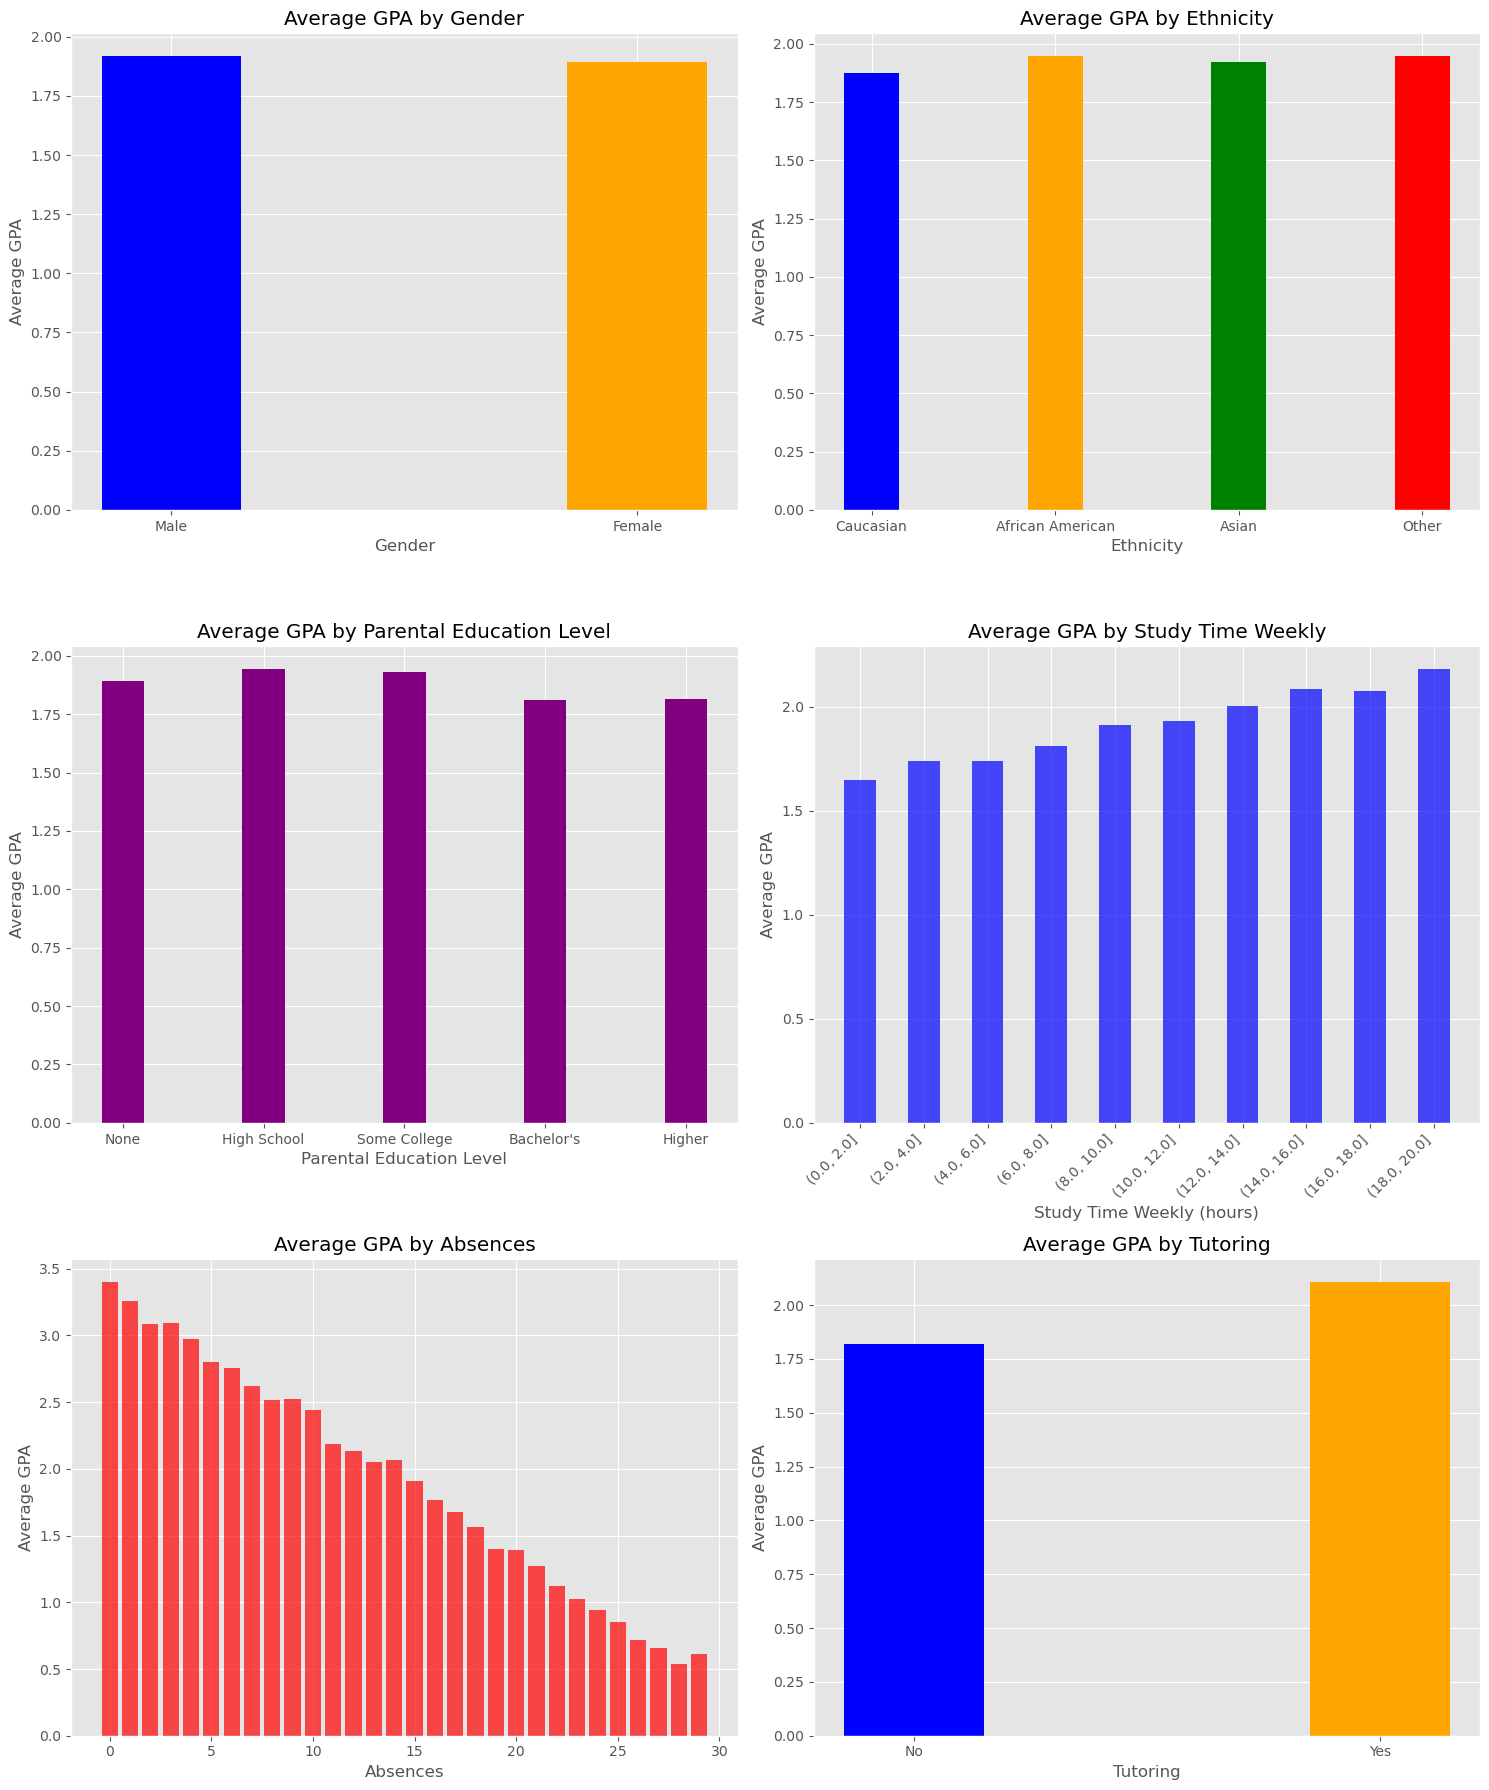 Average GPA by Gender
Average GPA
2.00
1.75
1.50
1.25
1.00
0.75
0.50
0.25
0.00
Male Female
Gender
Average GPA by Ethnicity
Average GPA
2.00
1.75
1.50
1.25
1.00
0.75
0.50
0.25
0.00
Caucasian African American Asian Other
Ethnicity
Average GPA by Parental Education Level
Average GPA
2.00
1.75
1.50
1.25
1.00
0.75
0.50
0.25
0.00
None High School Some College Bachelor's Higher
Parental Education Level
Average GPA by Study Time Weekly
Average GPA
2.0
1.5
1.0
0.5
0.0
(0.0, 2.0] (2.0, 4.0] (4.0, 6.0] (6.0, 8.0] (8.0, 10.0] (10.0, 12.0] (12.0, 14.0] (14.0, 16.0] (16.0, 18.0] (18.0, 20.0]
Study Time Weekly (hours)
Average GPA by Absences
Average GPA
3.5
3.0
2.5
2.0
1.5
1.0
0.5
0.0
0 5 10 15 20 25 30
Absences
Average GPA by Tutoring
Average GPA
2.00
1.75
1.50
1.25
1.00
0.75
0.50
0.25
0.00
No Yes
Tutoring